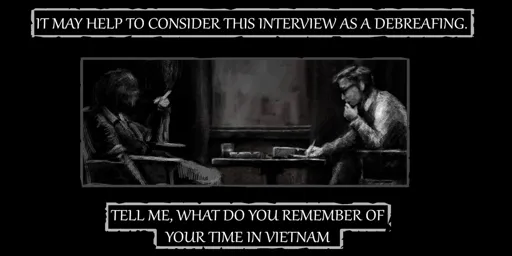 IT MAY HELP TO CONSIDER THIS INTERVIEW AS A DEBREAFING.
TELL ME, WHAT DO YOU REMEMBER OF
YOUR TIME IN VIETNAM